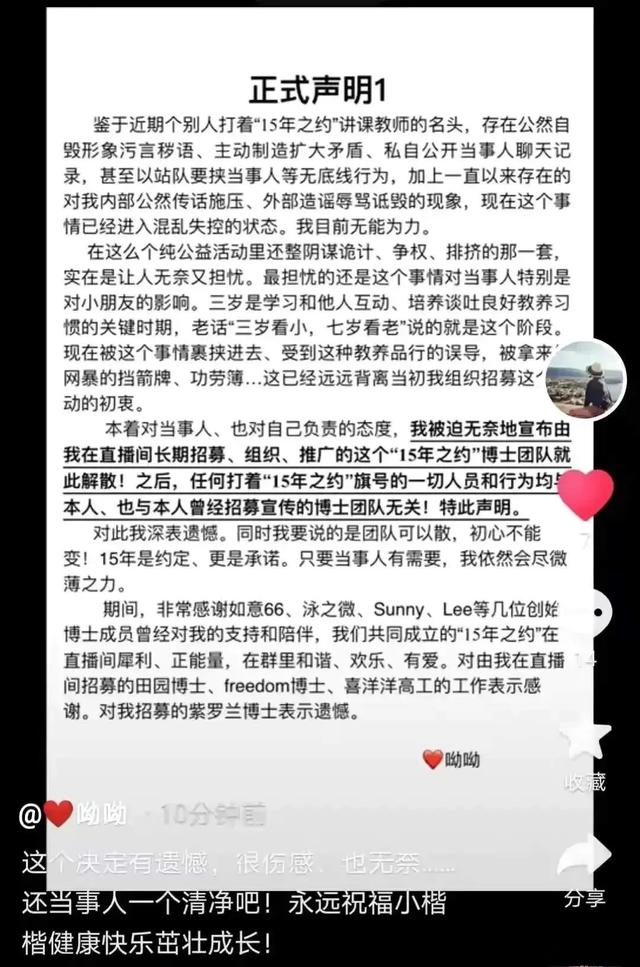 正式声明1
鉴于近期个别人打着“15年之约”讲课教师的名头，存在公然自
毁形象污言秽语、主动制造扩大矛盾、私自公开当事人聊天记
录，甚至以站队要挟当事人等无底线行为，加上一直以来存在的
对我内部公然传话施压、外部造谣辱骂诋毁的现象，现在这个事
情已经进入混乱失控的状态。我目前无能为力。
在这么个纯公益活动里还整阴谋诡计、争权、排挤的那一套，
实在是让人无奈又担忧。最担忧的还是这个事情对当事人特别是
对小朋友的影响。三岁是学习和他人互动、培养谈吐良好教养习
惯的关键时期，老话“三岁看小，七岁看老”说的就是这个阶段。
现在被这个事情裹挟进去、受到这种教养品行的误导，被拿来
网暴的挡箭牌、功劳簿...这已经远远背离当初我组织招募这
动的初衷。
本着对当事人、也对自己负责的态度，我被迫无奈地宣布由
我在直播间长期招募、组织、推广的这个“15年之约”博士团队就
此解散！之后，任何打着“15年之约”旗号的一切人员和行为均与
本人、也与本人曾经招募宣传的博士团队无关！特此声明。
对此我深表遗憾。同时我要说的是团队可以散，初心不能
变！15年是约定、更是承诺。只要当事人有需要，我依然会尽微
薄之力。
期间，非常感谢如意66、泳之微、Sunny、Lee等几位创始
博士成员曾经对我的支持和陪伴，我们共同成立的“15年之约”在
直播间犀利、正能量，在群里和谐、欢乐、有爱。对由我在直播
间招募的田园博士、freedom博士、喜洋洋高工的工作表示感
谢。对我招募的紫罗兰博士表示遗憾。
❤️呦呦
7
14
收藏
分享
@❤️呦呦 · 10分钟前
这个决定有遗憾，很伤感、也无奈……
还当事人一个清净吧！永远祝福小楷
楷健康快乐茁壮成长！